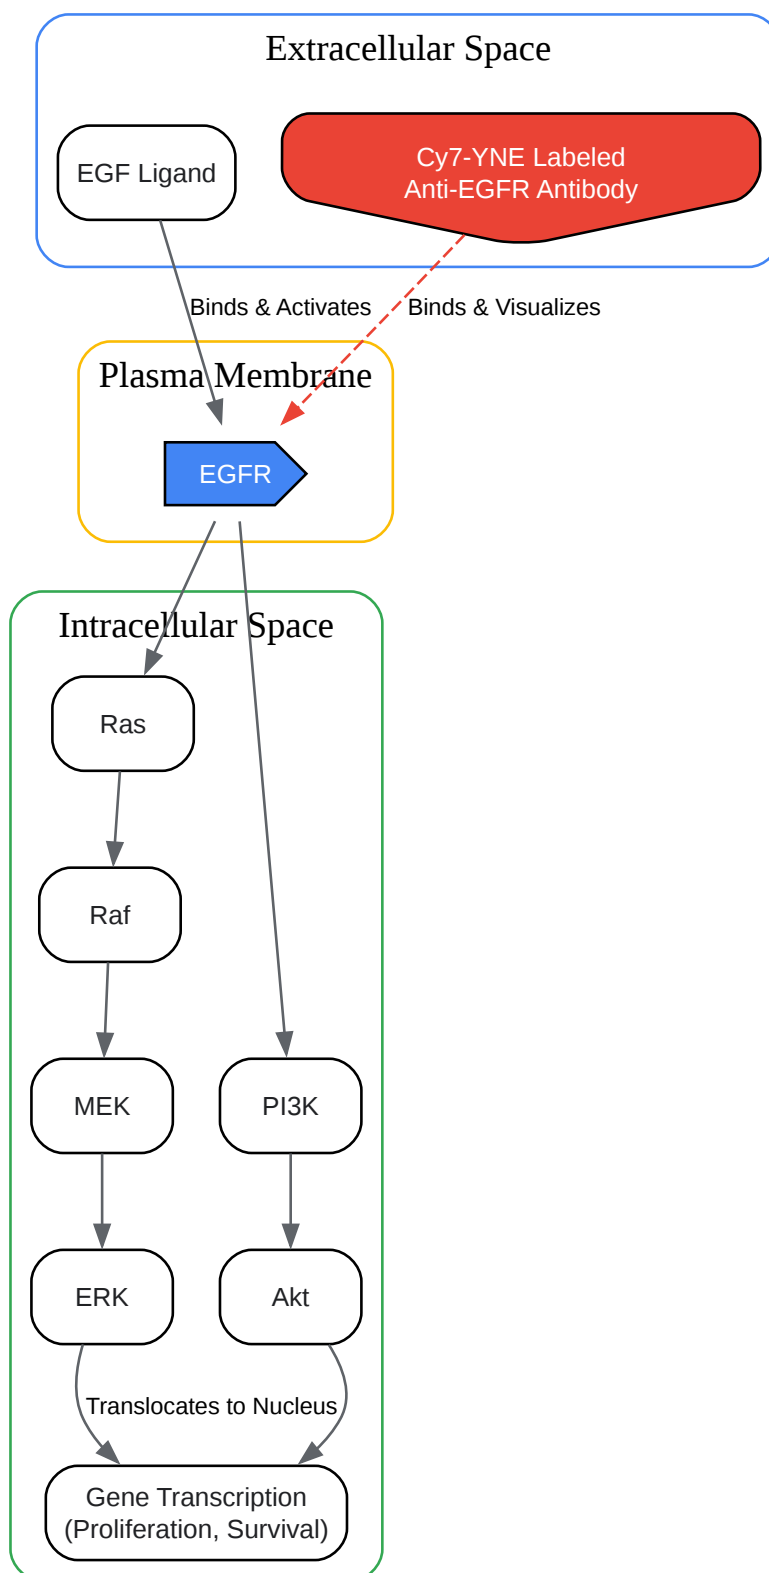 Extracellular Space
EGF Ligand
Cy7-YNE Labeled
Anti-EGFR Antibody
Binds & Activates
Binds & Visualizes
Plasma Membrane
EGFR
Intracellular Space
Ras
Raf
MEK
PI3K
ERK
Akt
Translocates to Nucleus
Gene Transcription
(Proliferation, Survival)